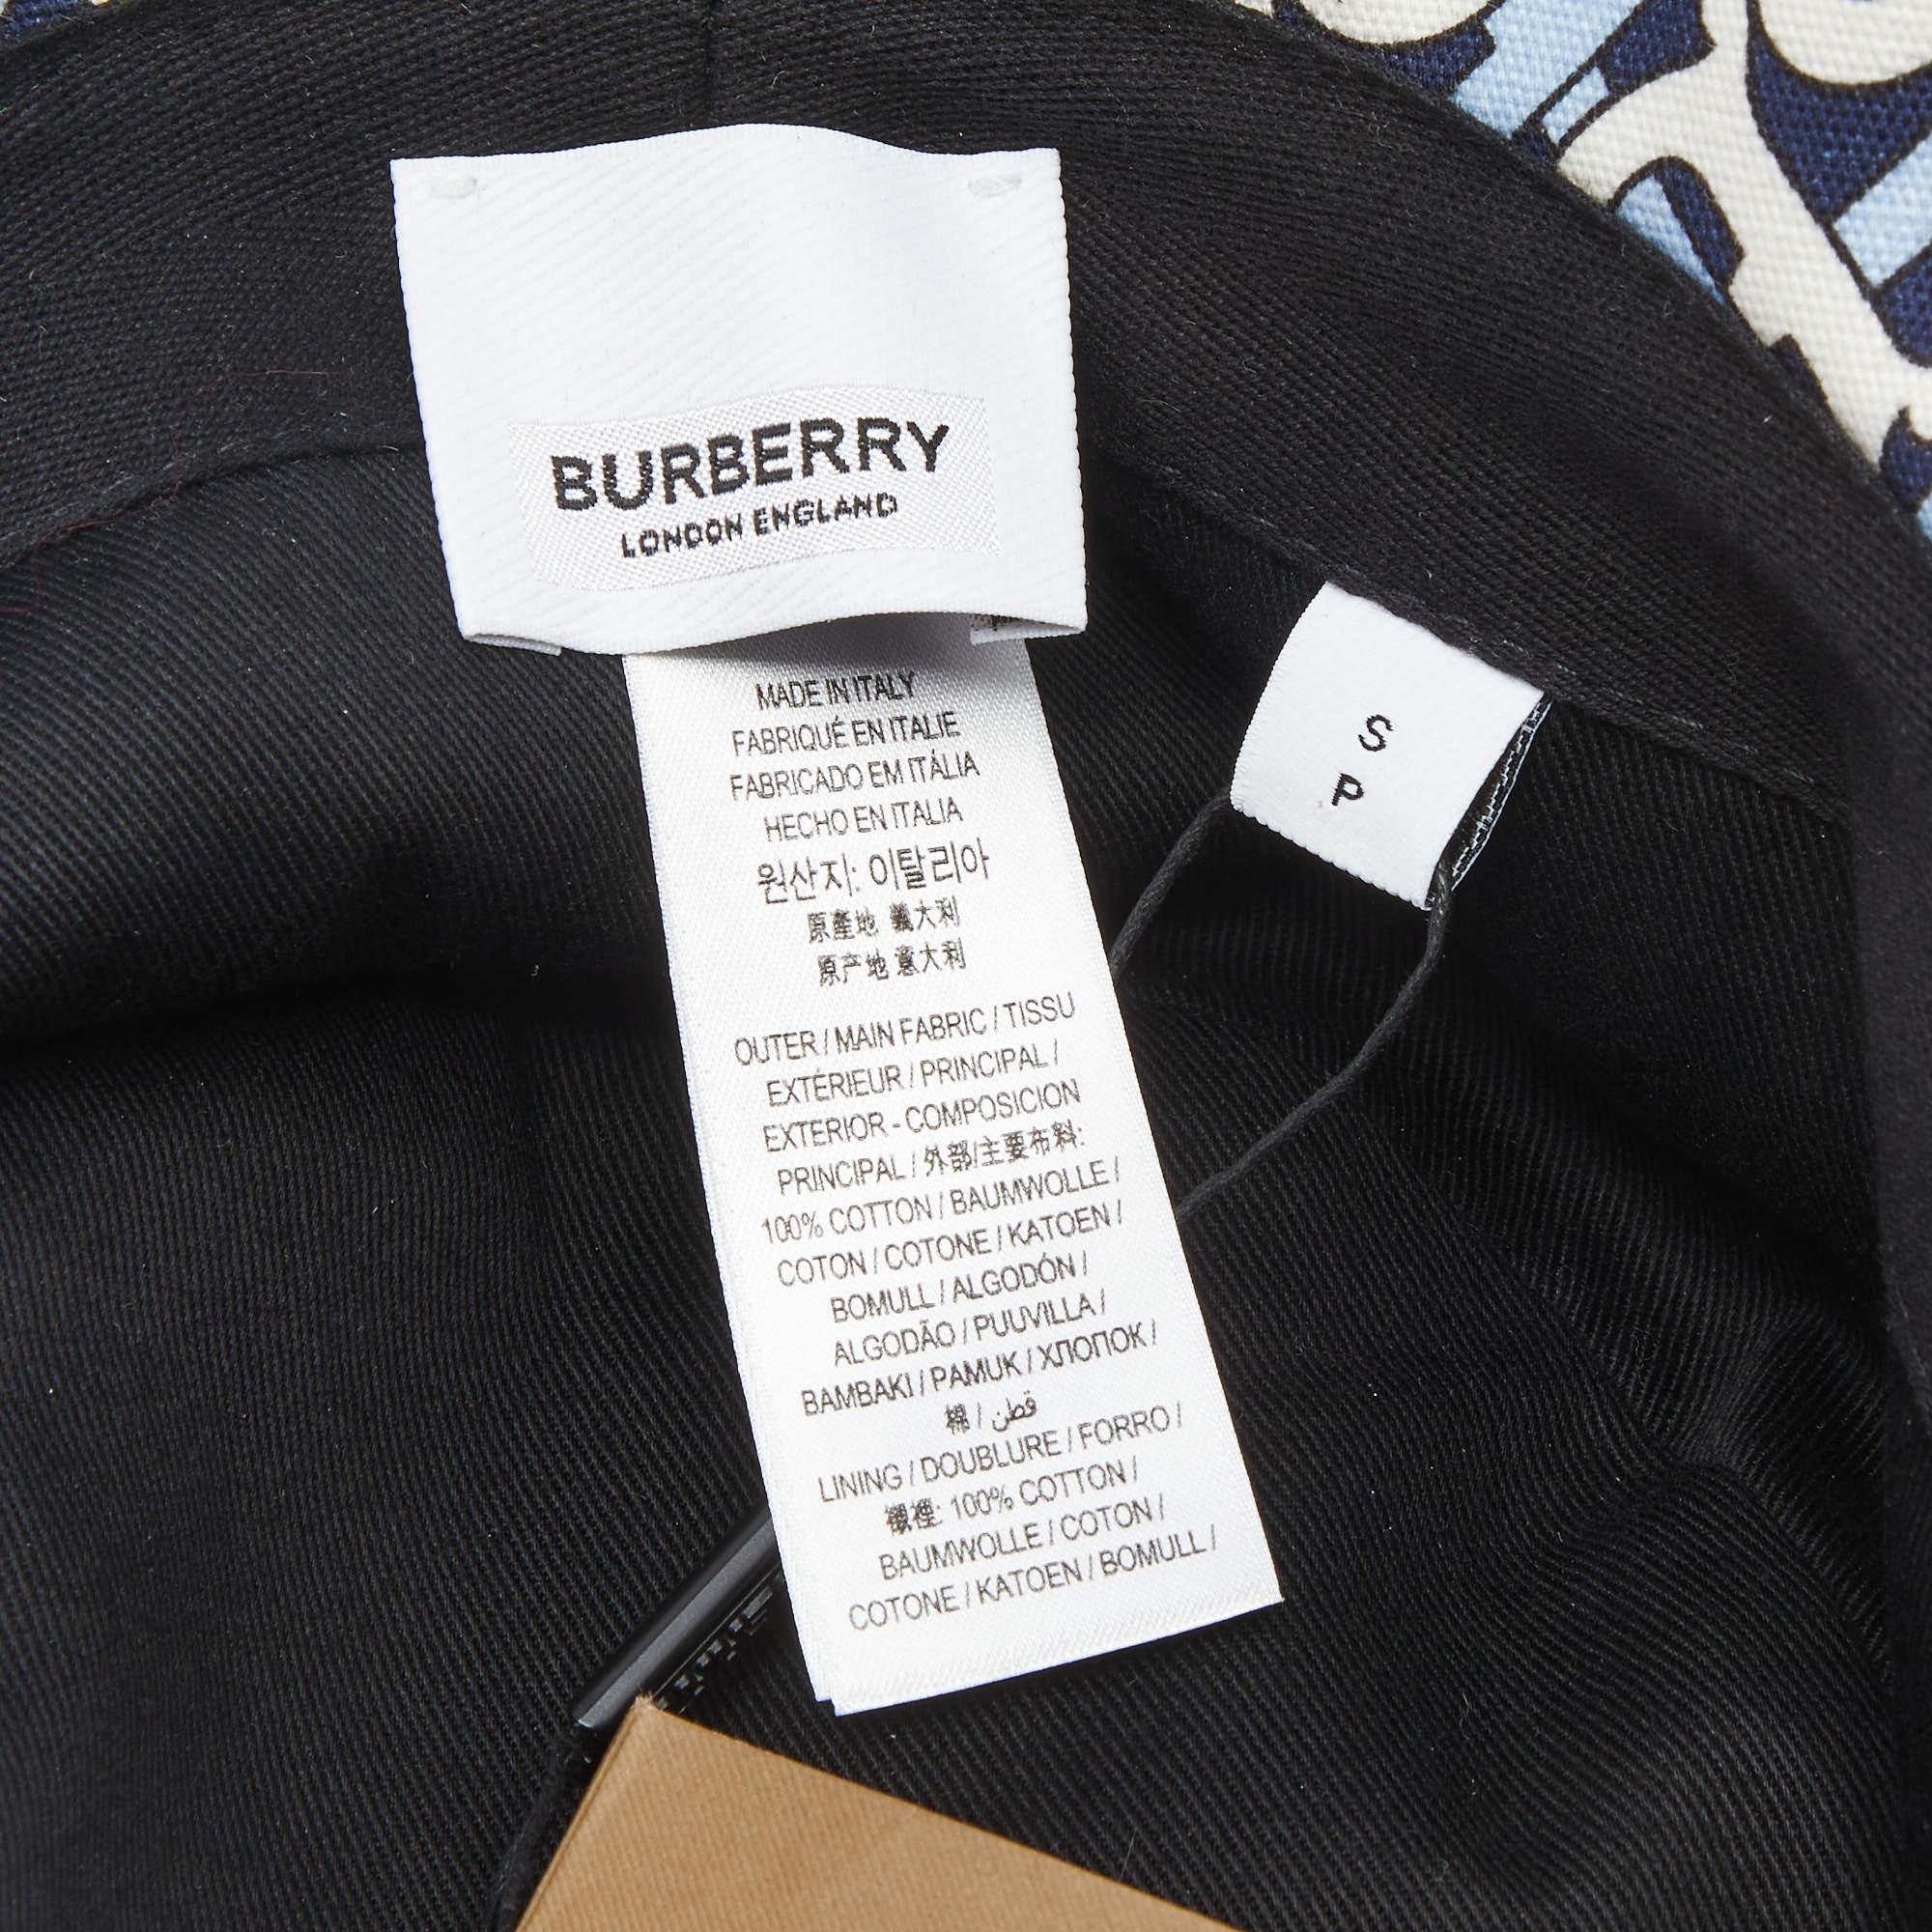 BURBERRY
LONDON ENGLAND
MADE IN ITALY
FABRIQUÉ EN ITALIE
FABRICADO EM ITÁLIA
HECHO EN ITALIA
원산지: 이탈리아
原產地 義大利
原产地 意大利
OUTER / MAIN FABRIC / TISSU
EXTÉRIEUR / PRINCIPAL /
EXTERIOR - COMPOSICION
PRINCIPAL / 外部/主要布料:
100% COTTON / BAUMWOLLE /
COTON / COTONE / KATOEN /
BOMULL / ALGODÓN /
ALGODÃO / PUUVILLA /
BAMBAKI / PAMUK / ХЛОПОК /
棉 / قطن
LINING / DOUBLURE / FORRO /
襯裡: 100% COTTON /
BAUMWOLLE / COTON /
COTONE / KATOEN / BOMULL /
S
P